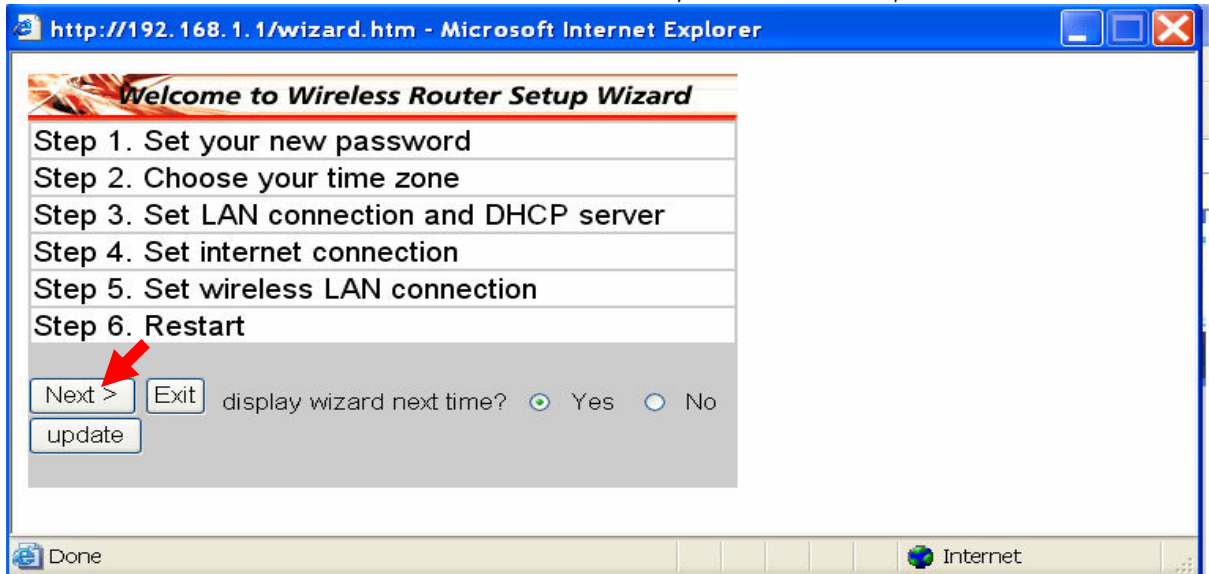 http://192.168.1.1/wizard.htm - Microsoft Internet Explorer
Welcome to Wireless Router Setup Wizard
Step 1. Set your new password
Step 2. Choose your time zone
Step 3. Set LAN connection and DHCP server
Step 4. Set internet connection
Step 5. Set wireless LAN connection
Step 6. Restart
Next > Exit display wizard next time? Yes No
update
Done Internet